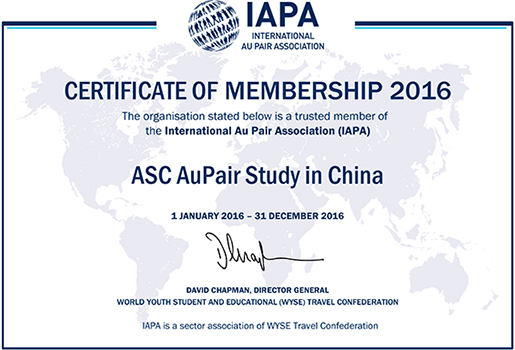 IAPA
INTERNATIONAL
AU PAIR ASSOCIATION
CERTIFICATE OF MEMBERSHIP 2016
The organisation stated below is a trusted member of
the International Au Pair Association (IAPA)
ASC AuPair Study in China
1 JANUARY 2016 – 31 DECEMBER 2016
DAVID CHAPMAN, DIRECTOR GENERAL
WORLD YOUTH STUDENT AND EDUCATIONAL (WYSE) TRAVEL CONFEDERATION
IAPA is a sector association of WYSE Travel Confederation